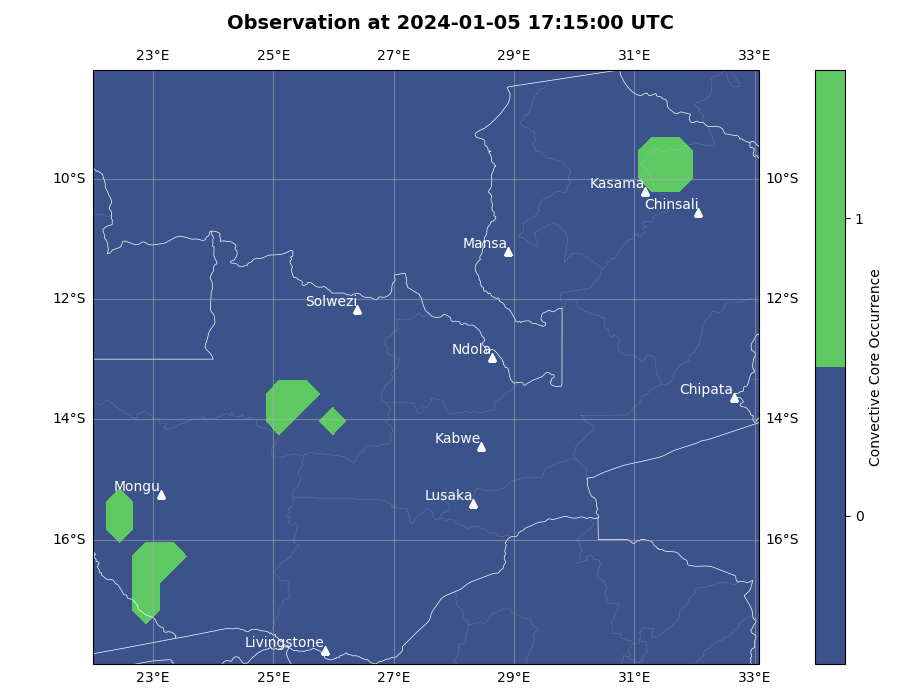 Observation at 2024-01-05 17:15:00 UTC
23°E 25°E 27°E 29°E 31°E 33°E
10°S 10°S
12°S 12°S
14°S 14°S
16°S 16°S
Kasama
Chinsali
Mansa
Solwezi
Ndola
Chipata
Kabwe
Mongu
Lusaka
Livingstone
23°E 25°E 27°E 29°E 31°E 33°E
1
0
Convective Core Occurrence